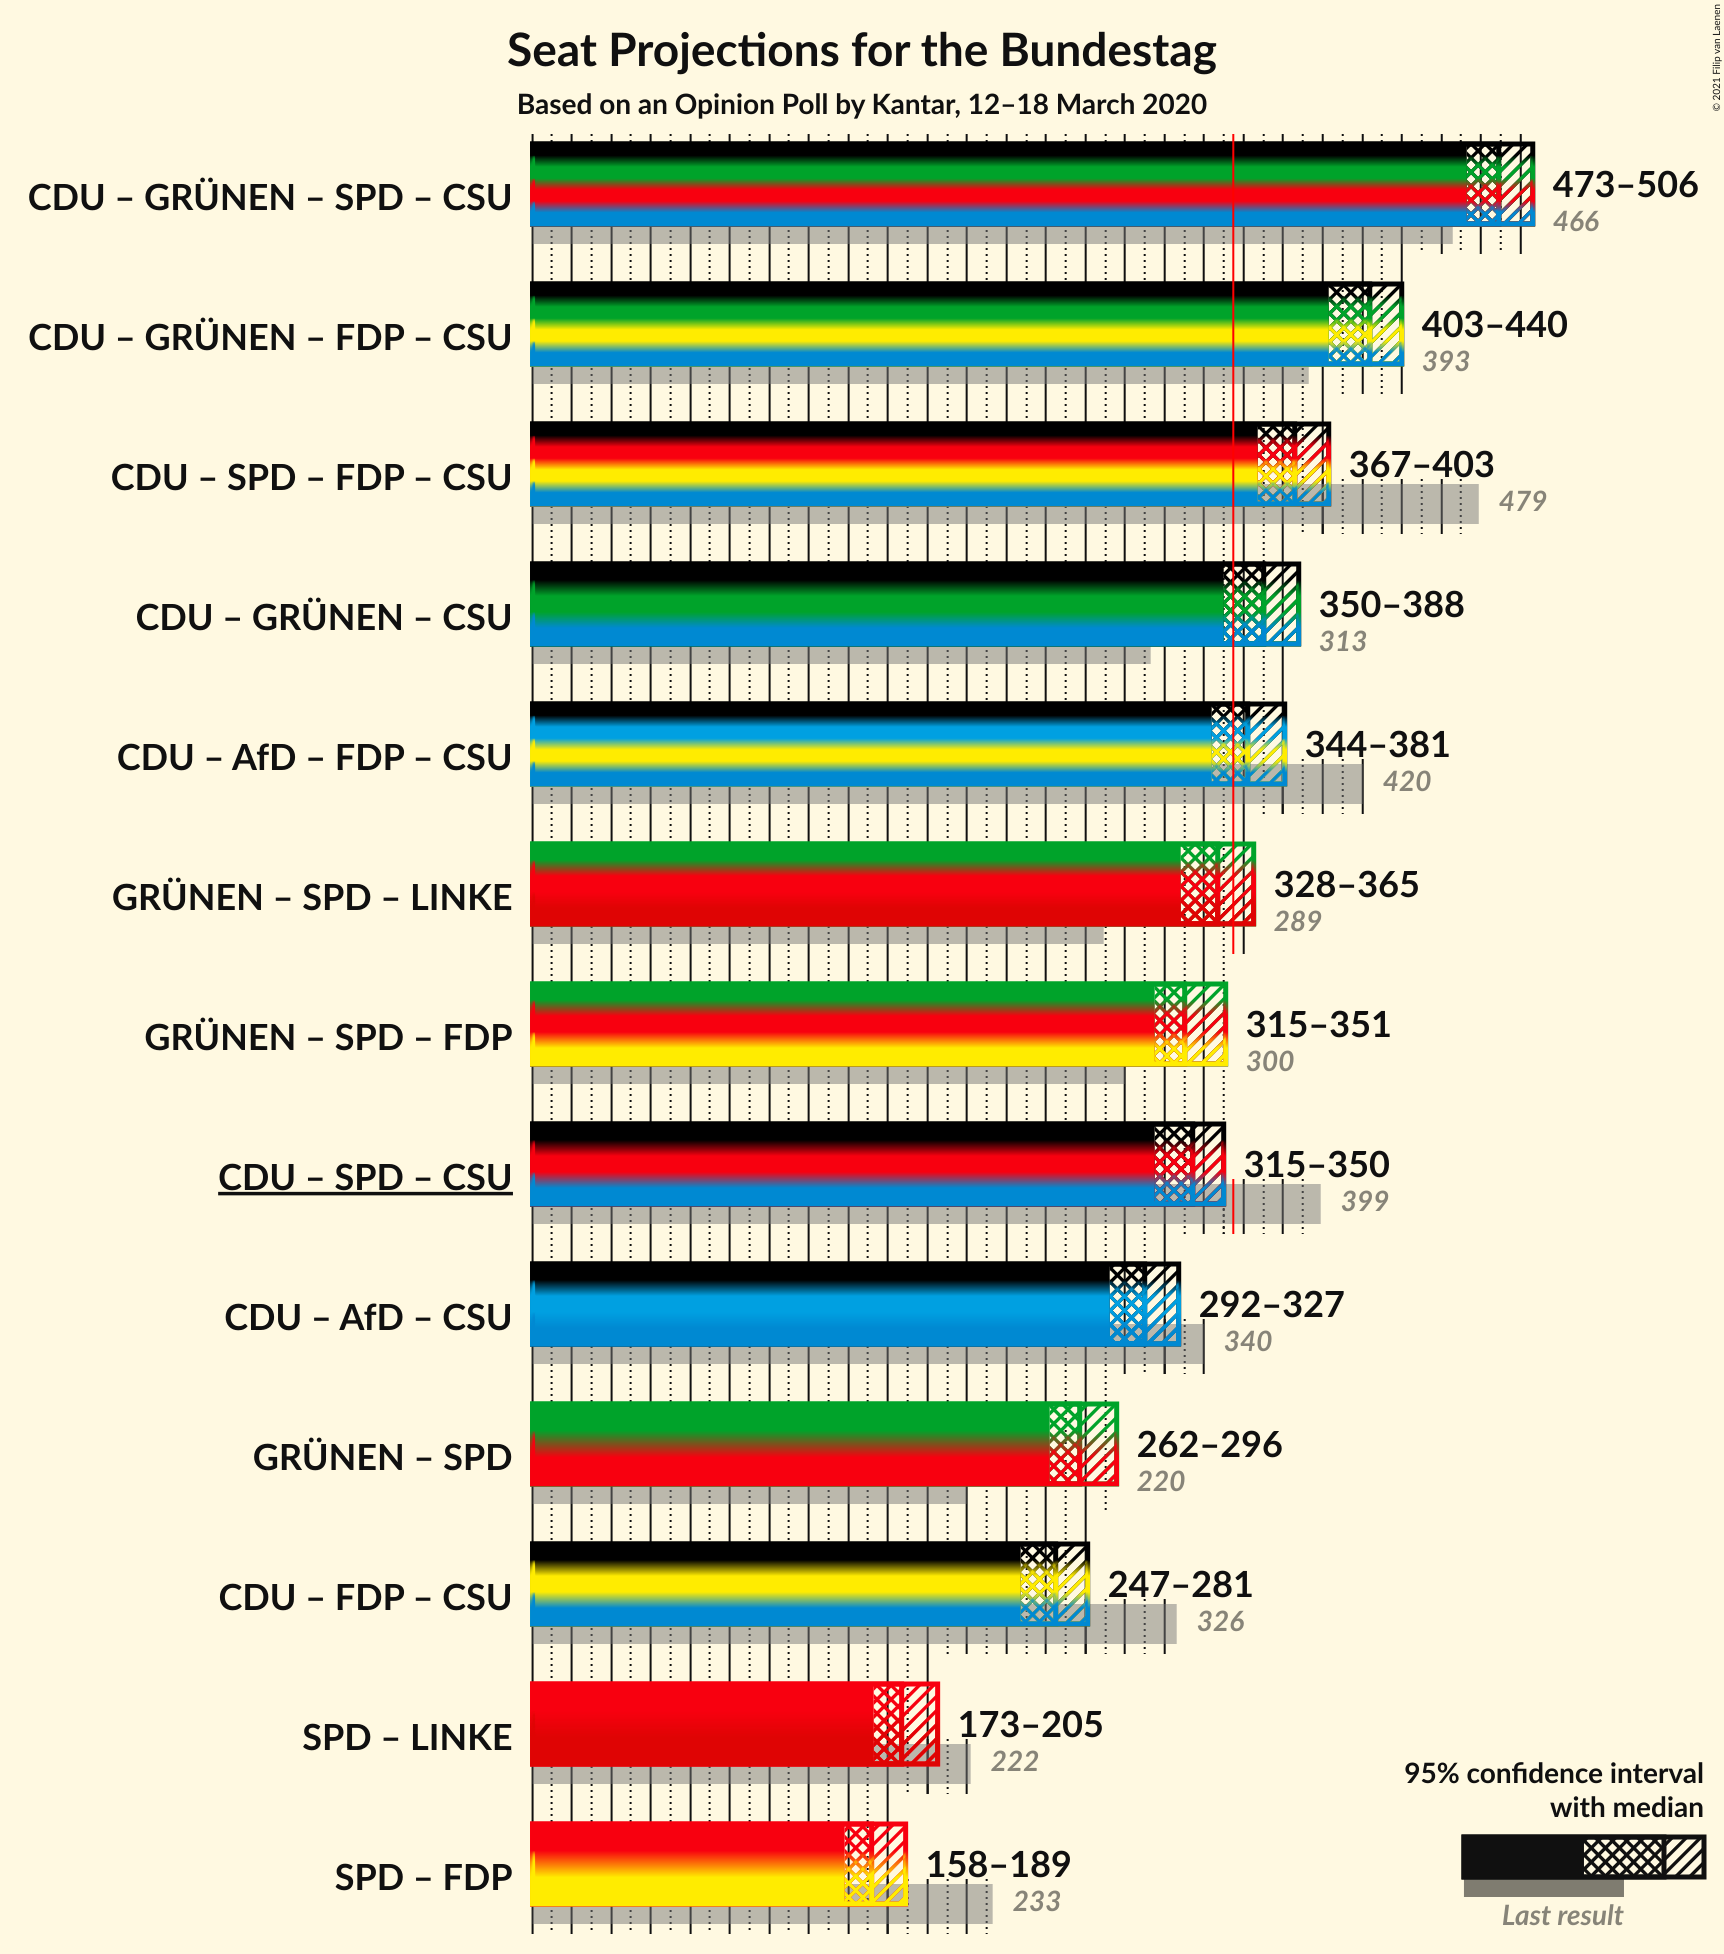 Seat Projections for the Bundestag
Based on an Opinion Poll by Kantar, 12–18 March 2020
© 2021 Filip van Laenen
CDU – GRÜNEN – SPD – CSU
473–506
466
CDU – GRÜNEN – FDP – CSU
403–440
393
CDU – SPD – FDP – CSU
367–403
479
CDU – GRÜNEN – CSU
350–388
313
CDU – AfD – FDP – CSU
344–381
420
GRÜNEN – SPD – LINKE
328–365
289
GRÜNEN – SPD – FDP
315–351
300
CDU – SPD – CSU
315–350
399
CDU – AfD – CSU
292–327
340
GRÜNEN – SPD
262–296
220
CDU – FDP – CSU
247–281
326
SPD – LINKE
173–205
222
SPD – FDP
158–189
233
95% confidence interval
with median
Last result